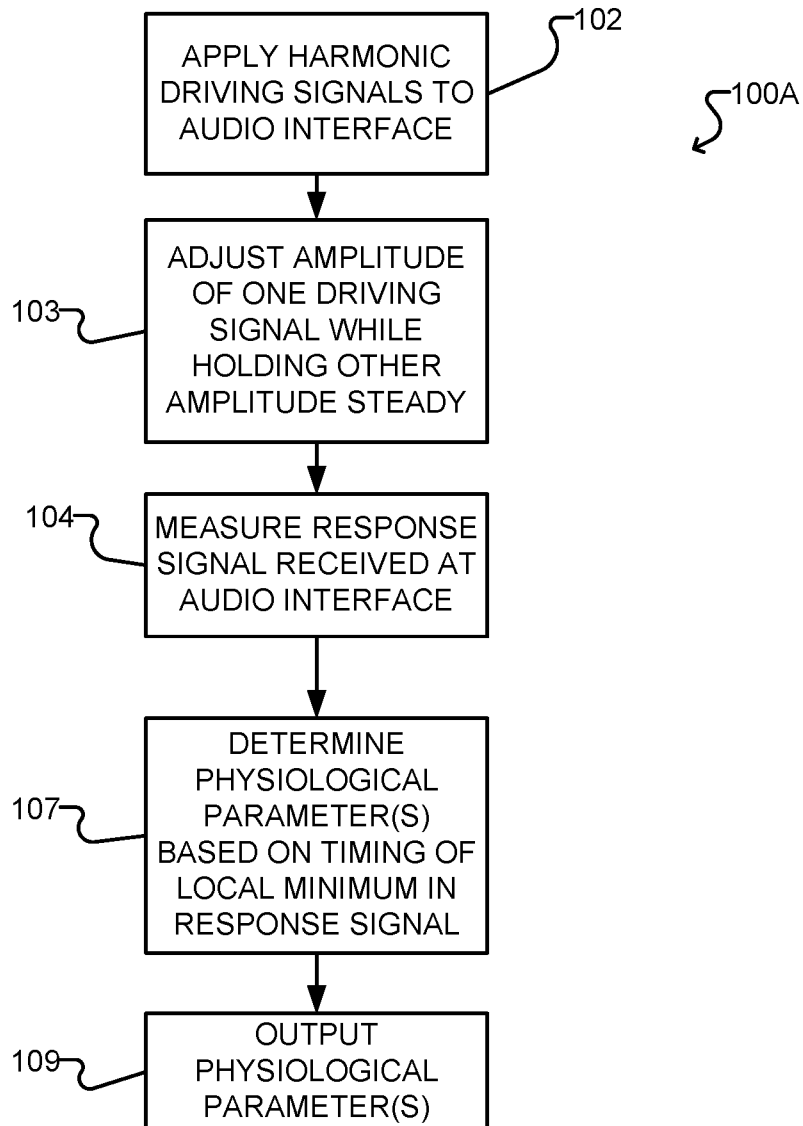 APPLY HARMONIC
DRIVING SIGNALS TO
AUDIO INTERFACE
102
100A
ADJUST AMPLITUDE
OF ONE DRIVING
SIGNAL WHILE
HOLDING OTHER
AMPLITUDE STEADY
103
104
MEASURE RESPONSE
SIGNAL RECEIVED AT
AUDIO INTERFACE
DETERMINE
PHYSIOLOGICAL
PARAMETER(S)
BASED ON TIMING OF
LOCAL MINIMUM IN
RESPONSE SIGNAL
107
OUTPUT
PHYSIOLOGICAL
PARAMETER(S)
109